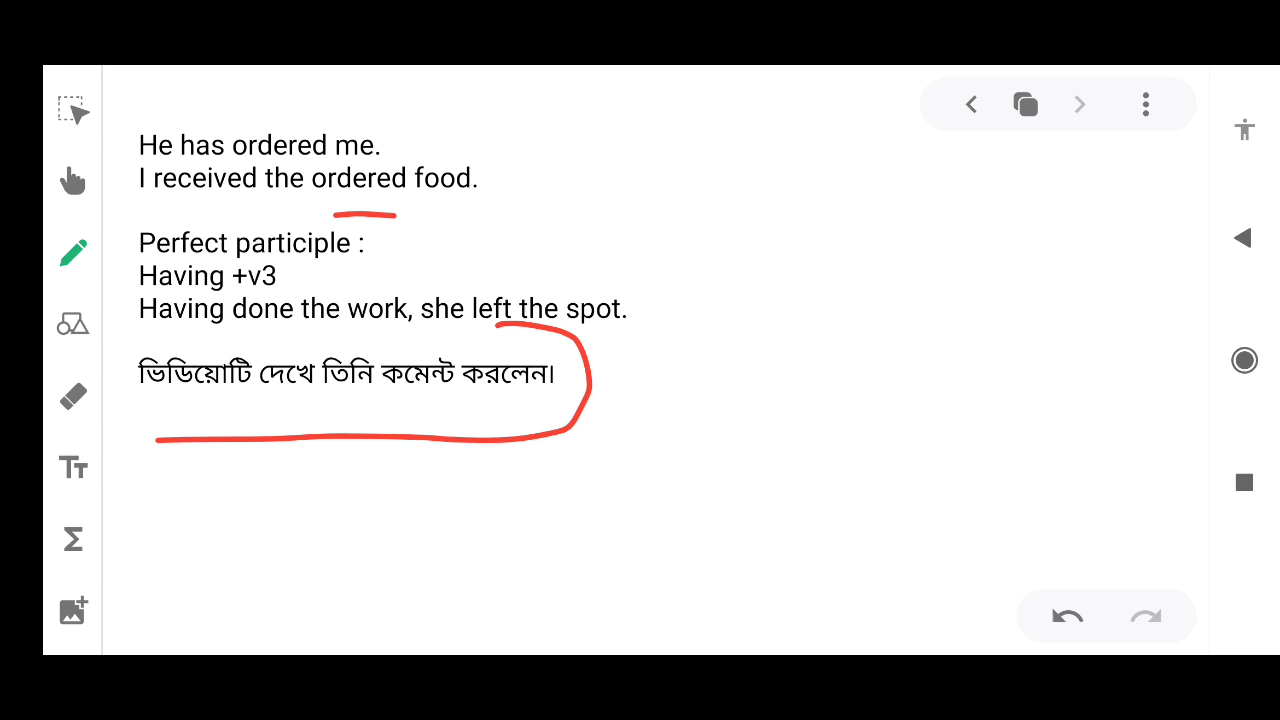 He has ordered me.
I received the ordered food.
Perfect participle :
Having +v3
Having done the work, she left the spot.
ভিডিয়োটি দেখে তিনি কমেন্ট করলেন।